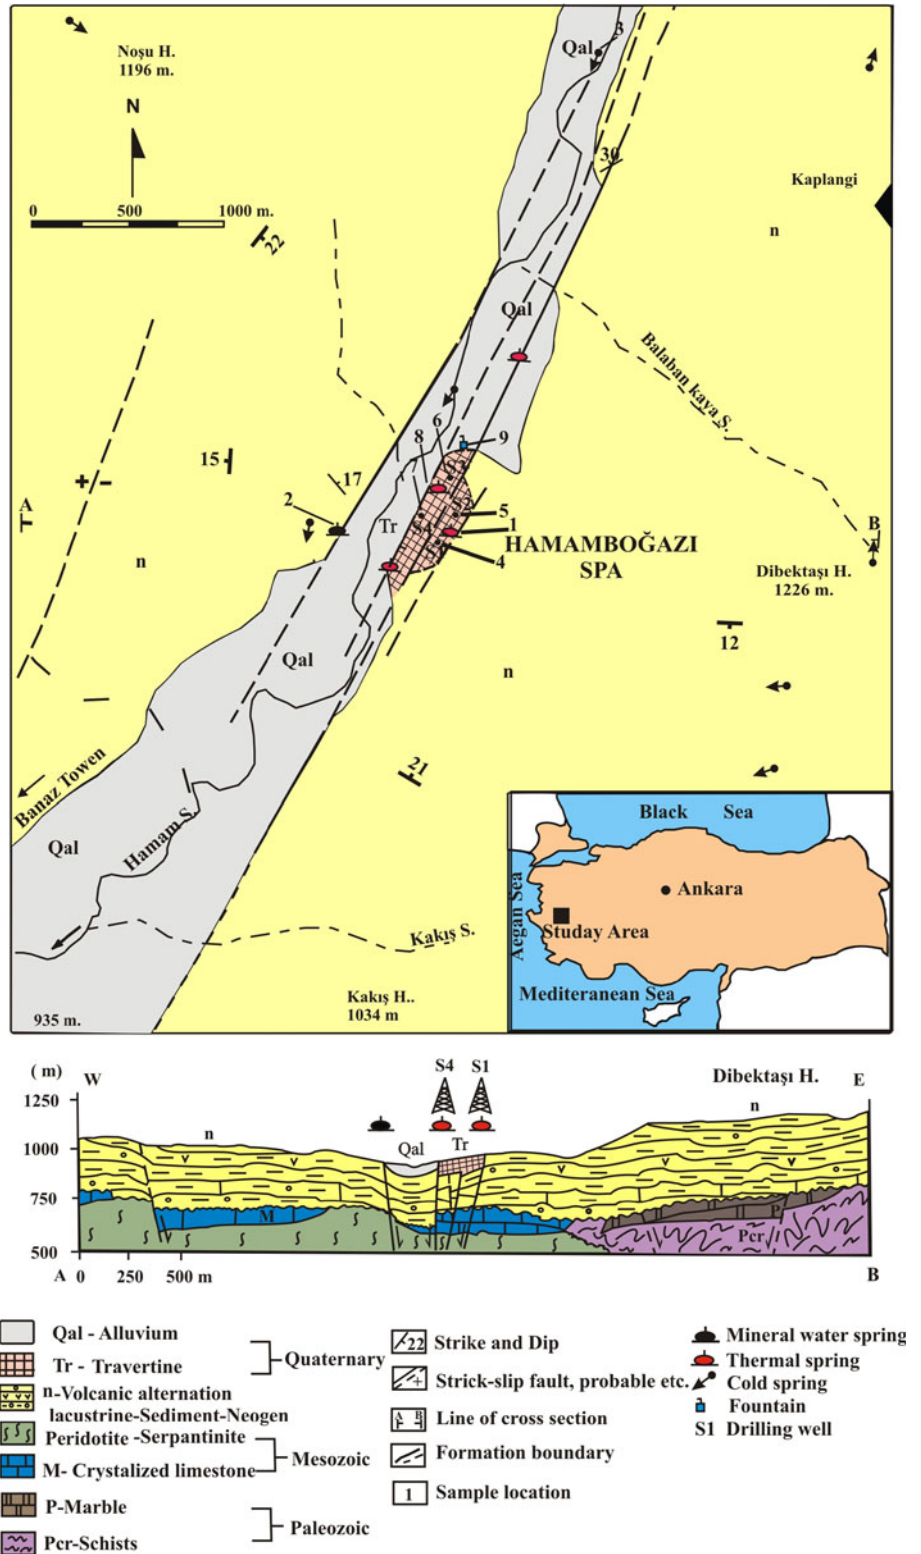 Noşu H.
1196 m.
N
0 500 1000 m.
22
Qal
3
30
Kaplangi
n
Qal
Balaban kaya S.
6
8
7
9
15
17
2
S3
S2
5
Tr
S4
1
S1
4
A
+ -
n
HAMAMBOĞAZI
SPA
B
Dibektaşı H.
1226 m.
12
Qal
n
21
Banaz Towen
Hamam S.
Qal
Kakış S.
Kakış H..
1034 m
935 m.
Black Sea
Aegan Sea
Ankara
Studay Area
Mediteranean Sea
( m)
W
S4 S1
Dibektaşı H. E
1250
n
n
Qal Tr
1000
750
M
P
Pcr
500
A 0 250 500 m
B
Qal - Alluvium
Tr - Travertine
Quaternary
n-Volcanic alternation
lacustrine-Sediment-Neogen
Peridotite -Serpantinite
Mesozoic
M- Crystalized limestone
P-Marble
Paleozoic
Pcr-Schists
22 Strike and Dip
+ Strick-slip fault, probable etc.
A B Line of cross section
Formation boundary
1 Sample location
Mineral water spring
Thermal spring
Cold spring
Fountain
S1 Drilling well